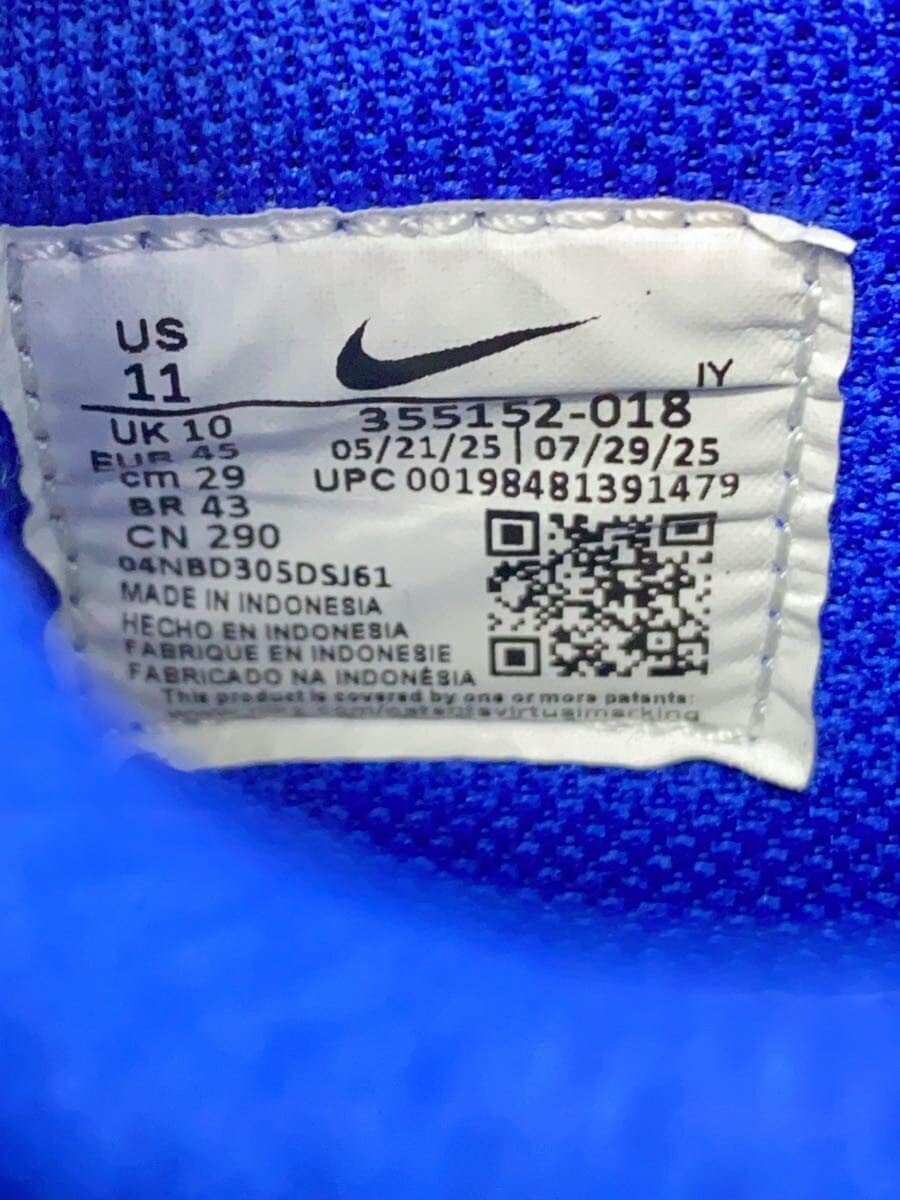 US
11
IY
355152-018
UK 10
05/21/25 | 07/29/25
EUR 45
UPC 00198481391479
cm 29
BR 43
CN 290
04NBD305DSJ61
MADE IN INDONESIA
HECHO EN INDONESIA
FABRIQUE EN INDONESIE
FABRICADO NA INDONÉSIA
This product is covered by one or more patents: